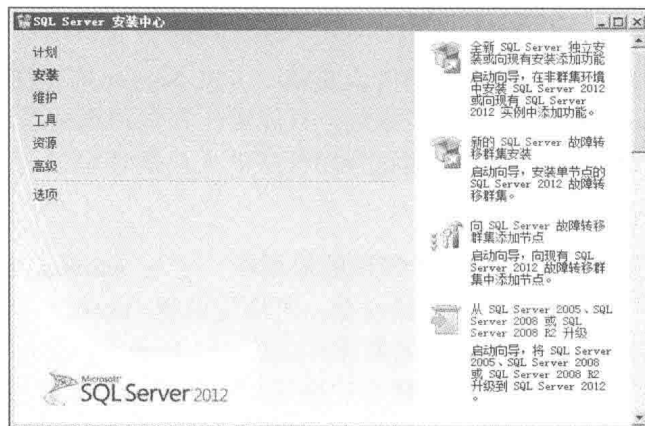 SQL Server 安装中心
计划
安装
维护
工具
资源
高级
选项
全新 SQL Server 独立安
装或向现有安装添加功能
启动向导，在非群集环境
中安装 SQL Server 2012
或向现有 SQL Server
2012 实例中添加功能。
新的 SQL Server 故障转
移群集安装
启动向导，安装单节点的
SQL Server 2012 故障转
移群集。
向 SQL Server 故障转移
群集添加节点
启动向导，向现有 SQL
Server 2012 故障转移群
集中添加节点。
从 SQL Server 2005、SQL
Server 2008 或 SQL
Server 2008 R2 升级
启动向导，将 SQL Server
2005、SQL Server 2008
或 SQL Server 2008 R2
升级到 SQL Server 2012
。
Microsoft
SQL Server 2012